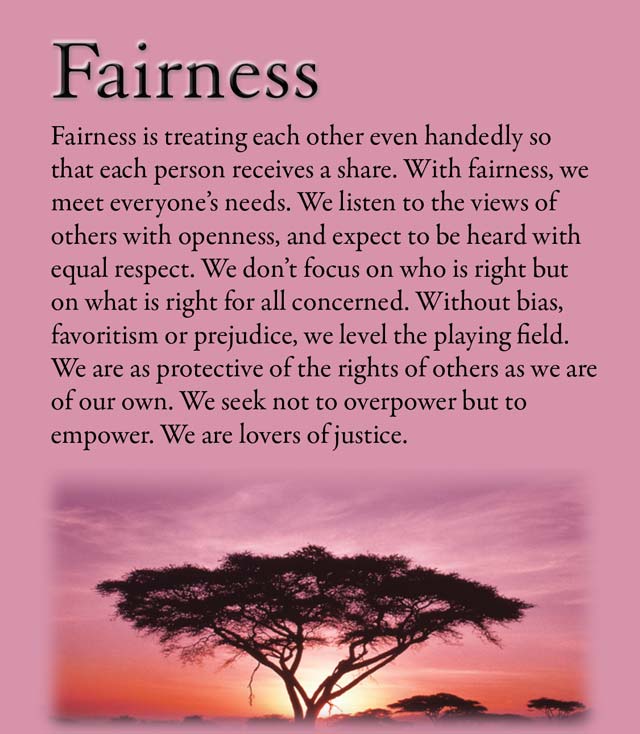 Fairness
Fairness is treating each other even handedly so
that each person receives a share. With fairness, we
meet everyone’s needs. We listen to the views of
others with openness, and expect to be heard with
equal respect. We don’t focus on who is right but
on what is right for all concerned. Without bias,
favoritism or prejudice, we level the playing field.
We are as protective of the rights of others as we are
of our own. We seek not to overpower but to
empower. We are lovers of justice.